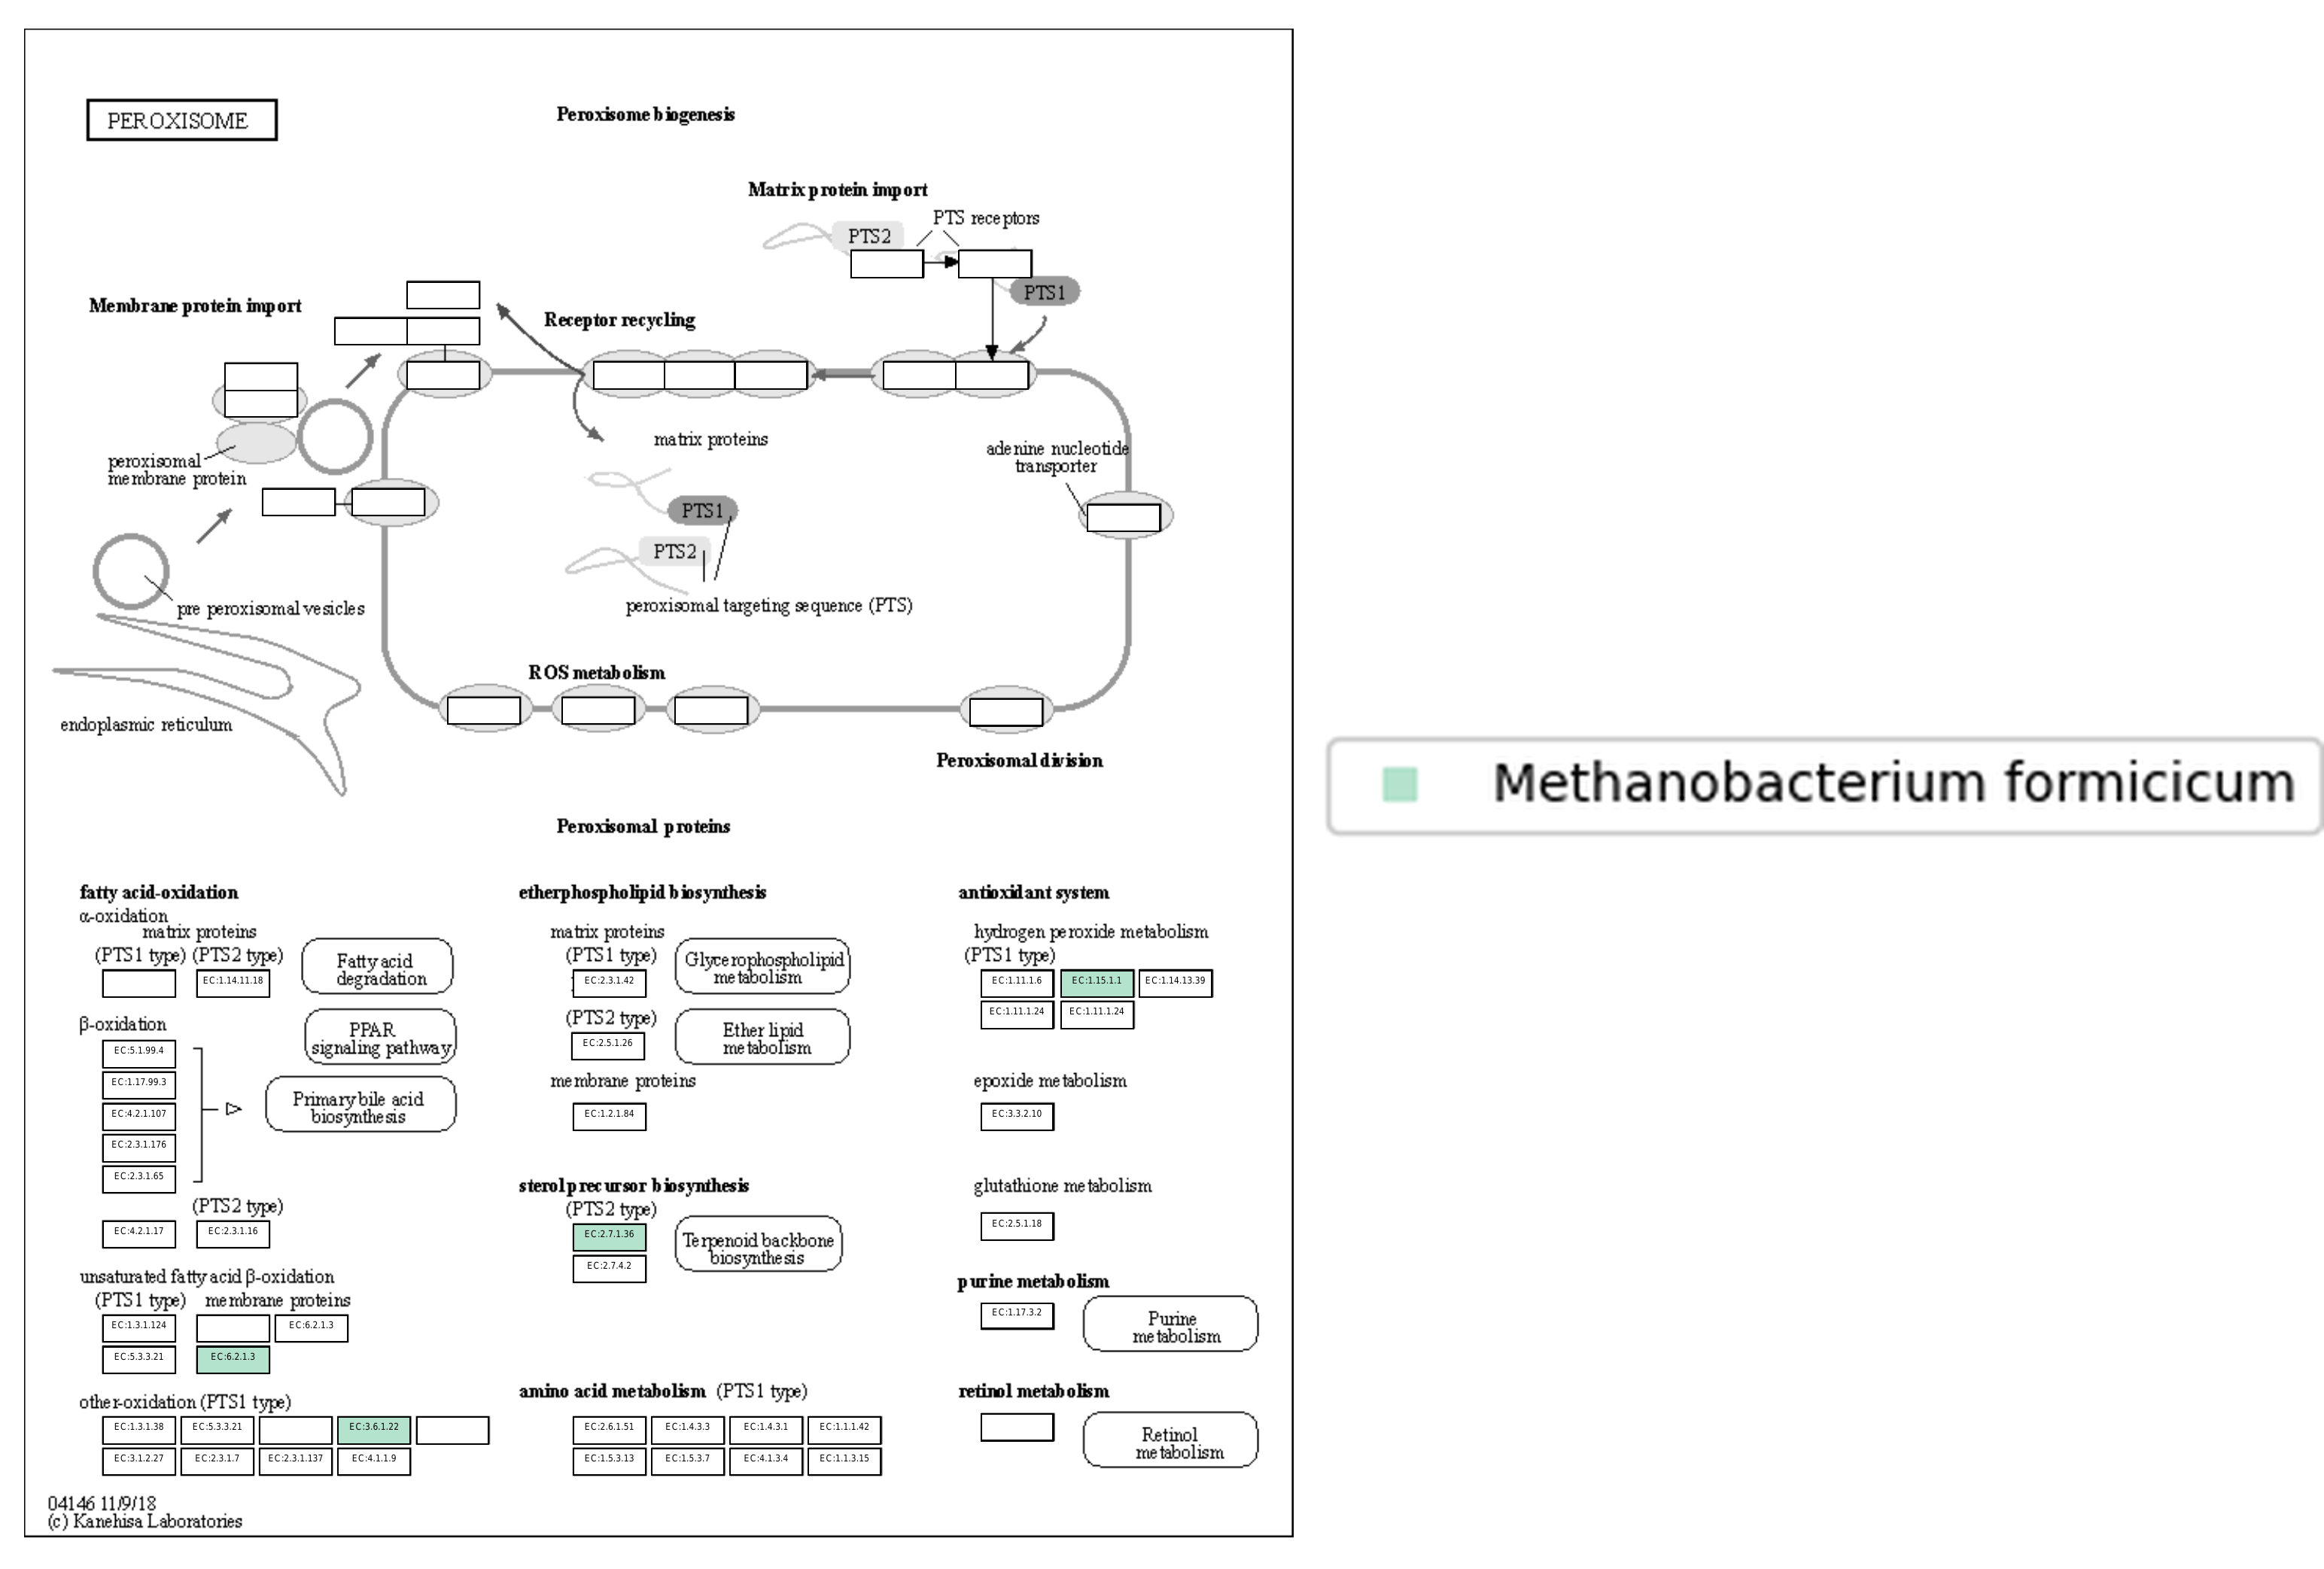 PEROXISOME
Peroxisome biogenesis
Matrix protein import
PTS receptors
PTS2
PTS1
Membrane protein import
Receptor recycling
matrix proteins
adenine nucleotide
transporter
peroxisomal
membrane protein
PTS1
PTS2
pre peroxisomal vesicles
peroxisomal targeting sequence (PTS)
ROS metabolism
endoplasmic reticulum
Peroxisomal division
Methanobacterium formicicum
Peroxisomal proteins
fatty acid-oxidation
α-oxidation
matrix proteins
(PTS1 type) (PTS2 type)
EC:1.14.11.18
Fatty acid
degradation
β-oxidation
PPAR
signaling pathway
EC:5.1.99.4
EC:1.17.99.3
EC:4.2.1.107
EC:2.3.1.176
EC:2.3.1.65
Primary bile acid
biosynthesis
(PTS2 type)
EC:4.2.1.17 EC:2.3.1.16
unsaturated fatty acid β-oxidation
(PTS1 type) membrane proteins
EC:1.3.1.124 EC:6.2.1.3
EC:5.3.3.21 EC:6.2.1.3
other-oxidation (PTS1 type)
EC:1.3.1.38 EC:5.3.3.21 EC:3.6.1.22
EC:3.1.2.27 EC:2.3.1.7 EC:2.3.1.137 EC:4.1.1.9
etherphospholipid biosynthesis
matrix proteins
(PTS1 type)
EC:2.3.1.42
Glycerophospholipid
metabolism
(PTS2 type)
EC:2.5.1.26
Ether lipid
metabolism
membrane proteins
EC:1.2.1.84
sterol precursor biosynthesis
(PTS2 type)
EC:2.7.1.36
EC:2.7.4.2
Terpenoid backbone
biosynthesis
amino acid metabolism (PTS1 type)
EC:2.6.1.51 EC:1.4.3.3 EC:1.4.3.1 EC:1.1.1.42
EC:1.5.3.13 EC:1.5.3.7 EC:4.1.3.4 EC:1.1.3.15
antioxidant system
hydrogen peroxide metabolism
(PTS1 type)
EC:1.11.1.6 EC:1.15.1.1 EC:1.14.13.39
EC:1.11.1.24 EC:1.11.1.24
epoxide metabolism
EC:3.3.2.10
glutathione metabolism
EC:2.5.1.18
purine metabolism
EC:1.17.3.2
Purine
metabolism
retinol metabolism
Retinol
metabolism
04146 11/9/18
(c) Kanehisa Laboratories